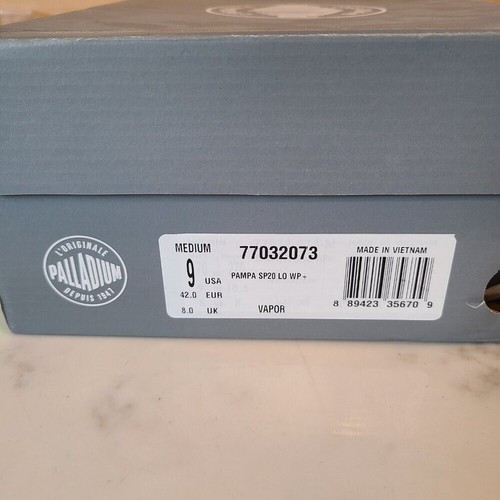 L'ORIGINALE
PALLADIUM
DEPUIS 1947
MEDIUM
9 USA
42.0 EUR
8.0 UK
77032073
PAMPA SP20 LO WP+
VAPOR
MADE IN VIETNAM
8 89423 35670 9